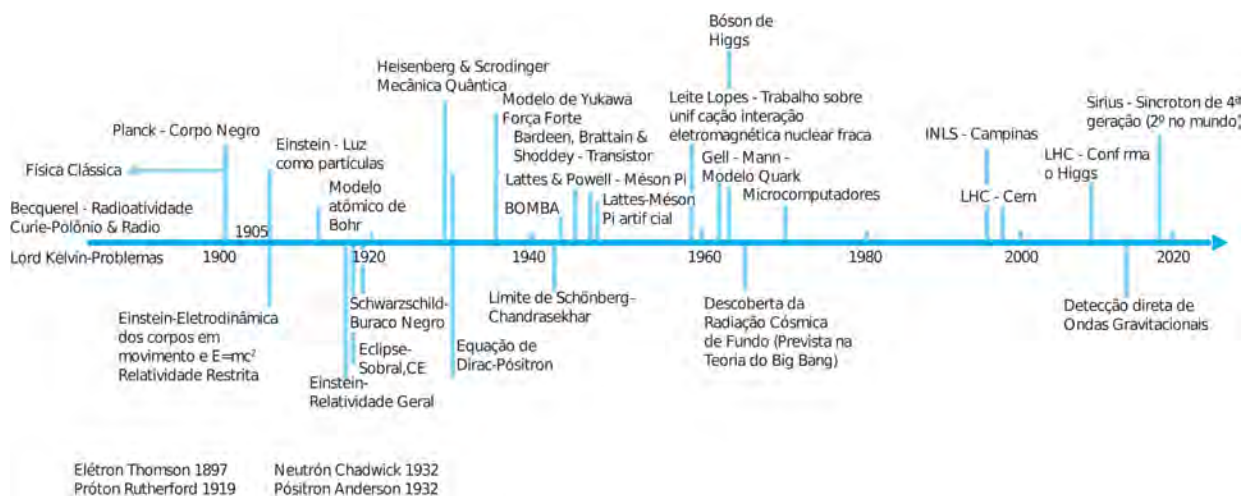 Bóson de
Higgs
Heisenberg & Scrodinger
Mecânica Quântica
Modelo de Yukawa
Força Forte
Bardeen, Brattain &
Shoddey - Transistor
Leite Lopes - Trabalho sobre
unif cação interação
eletromagnética nuclear fraca
Sirius - Sincroton de 4ª
geração (2º no mundo)
Planck - Corpo Negro
Einstein - Luz
como partículas
INLS - Campinas
Física Clássica
Gell - Mann -
Modelo Quark
LHC - Conf rma
o Higgs
Modelo
atômico de
Bohr
Lattes & Powell - Méson Pi
Microcomputadores
Lattes-Méson
Pi artif cial
BOMBA
LHC - Cern
Becquerel - Radioatividade
Curie-Polônio & Radio
1905
Lord Kelvin-Problemas
1900
1920
1940
1960
1980
2000
2020
Einstein-Eletrodinâmica
dos corpos em
movimento e E=mc²
Relatividade Restrita
Schwarzschild-
Buraco Negro
Eclipse-
Sobral,CE
Einstein-
Relatividade Geral
Equação de
Dirac-Pósitron
Limite de Schönberg-
Chandrasekhar
Descoberta da
Radiação Cósmica
de Fundo (Prevista na
Teoria do Big Bang)
Detecção direta de
Ondas Gravitacionais
Elétron Thomson 1897
Próton Rutherford 1919
Neutrón Chadwick 1932
Pósitron Anderson 1932